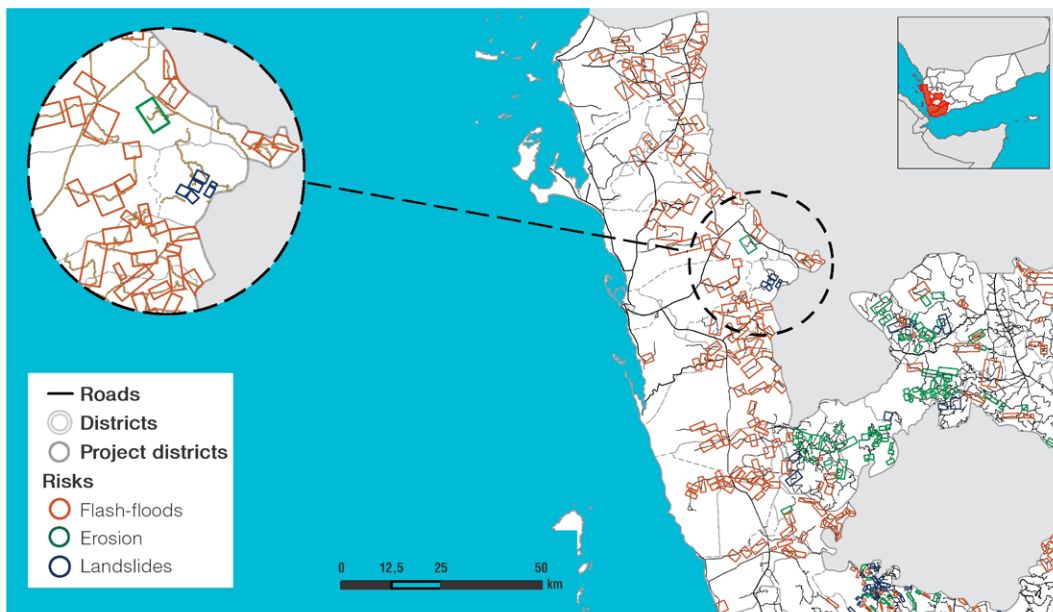 Roads
Districts
Project districts
Risks
Flash-floods
Erosion
Landslides
0 12,5 25 50
km